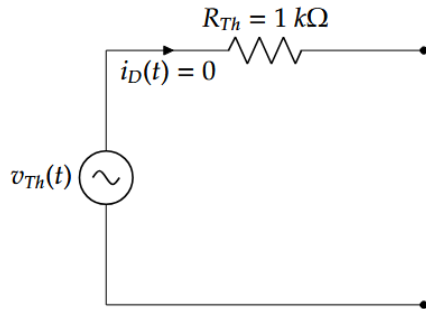 R_Th = 1 kΩ
i_D(t) = 0
v_Th(t)